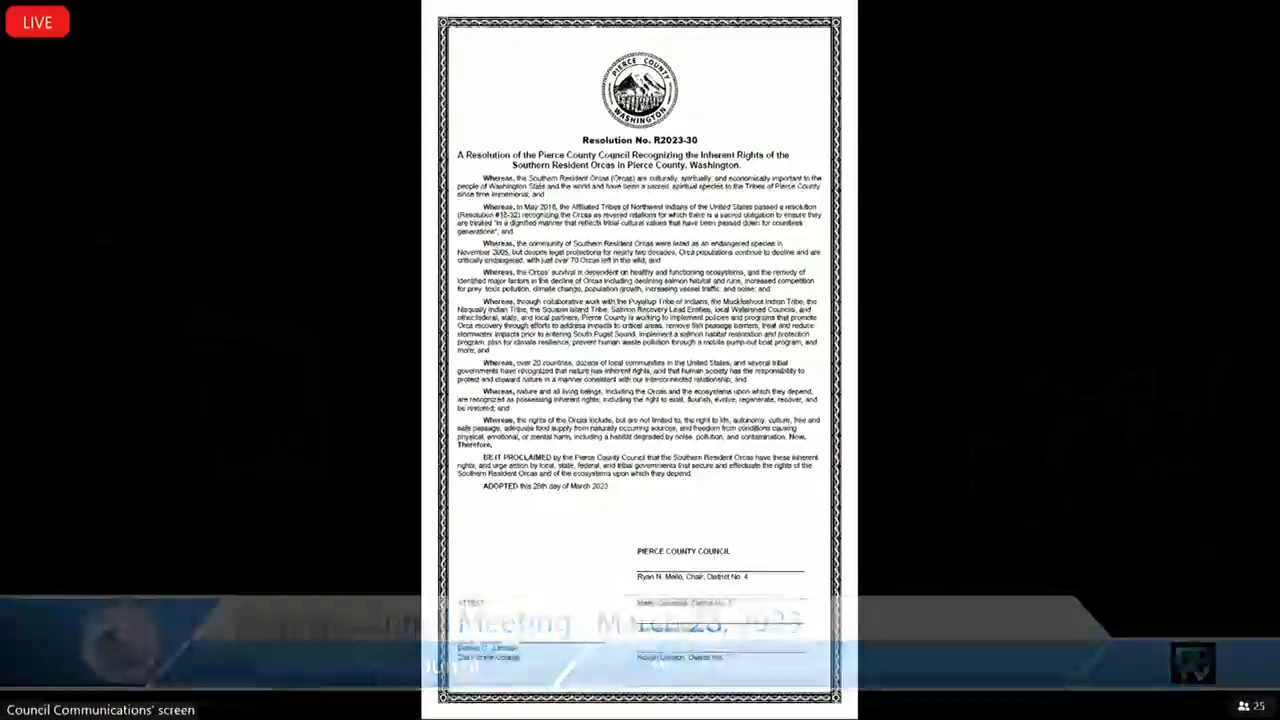 LIVE
PIERCE COUNTY
WASHINGTON
Resolution No. R2023-30
A Resolution of the Pierce County Council Recognizing the Inherent Rights of the
Southern Resident Orcas in Pierce County, Washington.
Whereas, the Southern Resident Orcas (Orcas) are culturally, spiritually, and economically important to the
people of Washington State and the world and have been a sacred, spiritual species to the Tribes of Pierce County
since time immemorial; and
Whereas, in May 2018, the Affiliated Tribes of Northwest Indians of the United States passed a resolution
(Resolution #18-32) recognizing the Orcas as revered relations for which there is a sacred obligation to ensure they
are treated "in a dignified manner that reflects tribal cultural values that have been passed down for countless
generations"; and
Whereas, the community of Southern Resident Orcas were listed as an endangered species in
November 2005, but despite legal protections for nearly two decades, Orca populations continue to decline and are
critically endangered, with just over 70 Orcas left in the wild; and
Whereas, the Orcas' survival is dependent on healthy and functioning ecosystems, and the remedy of
identified major factors in the decline of Orcas including declining salmon habitat and runs, increased competition
for prey, toxic pollution, climate change, population growth, increasing vessel traffic, and noise; and
Whereas, through collaborative work with the Puyallup Tribe of Indians, the Muckleshoot Indian Tribe, the
Nisqually Indian Tribe, the Squaxin Island Tribe, Salmon Recovery Lead Entities, local Watershed Councils, and
other federal, state, and local partners, Pierce County is working to implement policies and programs that promote
Orca recovery through efforts to address impacts to critical areas, remove fish passage barriers, treat and reduce
stormwater impacts prior to entering South Puget Sound, implement a salmon habitat restoration and protection
program, plan for climate resilience, prevent human waste pollution through a mobile pump-out boat program, and
more; and
Whereas, over 20 countries, dozens of local communities in the United States, and several tribal
governments have recognized that nature has inherent rights, and that human society has the responsibility to
protect and steward nature in a manner consistent with our interconnected relationship; and
Whereas, nature and all living beings, including the Orcas and the ecosystems upon which they depend,
are recognized as possessing inherent rights, including the right to exist, flourish, evolve, regenerate, recover, and
be restored; and
Whereas, the rights of the Orcas include, but are not limited to, the right to life, autonomy, culture, free and
safe passage, adequate food supply from naturally occurring sources, and freedom from conditions causing
physical, emotional, or mental harm, including a habitat degraded by noise, pollution, and contamination. Now,
Therefore,
BE IT PROCLAIMED by the Pierce County Council that the Southern Resident Orcas have these inherent
rights, and urge action by local, state, federal, and tribal governments that secure and effectuate the rights of the
Southern Resident Orcas and of the ecosystems upon which they depend.
ADOPTED this 28th day of March 2023
PIERCE COUNTY COUNCIL
Ryan N. Mello, Chair, District No. 4
ATTEST:
Meeting March 28, 2023
Council Communications' screen
25